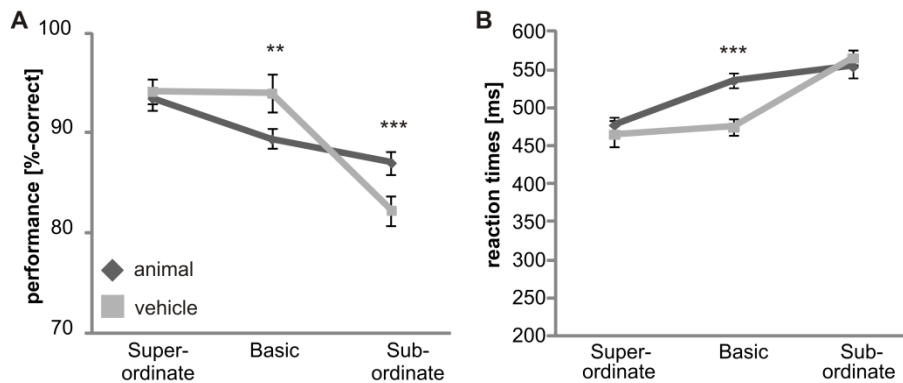 A
performance [%-correct]
100
90
80
70
**
***
animal
vehicle
Super-
ordinate
Basic
Sub-
ordinate
B
reaction times [ms]
600
550
500
450
400
350
300
250
200
***
Super-
ordinate
Basic
Sub-
ordinate